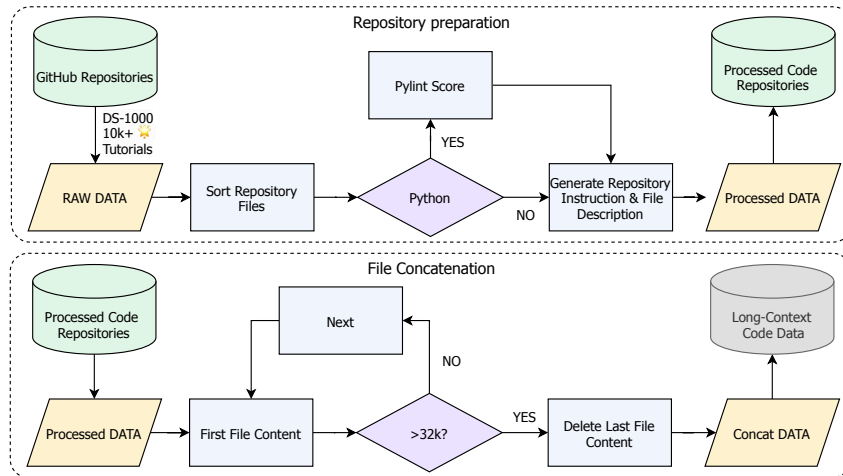 Repository preparation
GitHub Repositories
DS-1000
10k+ 🌟
Tutorials
RAW DATA
Sort Repository
Files
Python
YES
NO
Pylint Score
Generate Repository
Instruction & File
Description
Processed DATA
Processed Code
Repositories
File Concatenation
Processed Code
Repositories
Processed DATA
First File Content
Next
>32k?
NO
YES
Delete Last File
Content
Concat DATA
Long-Context
Code Data